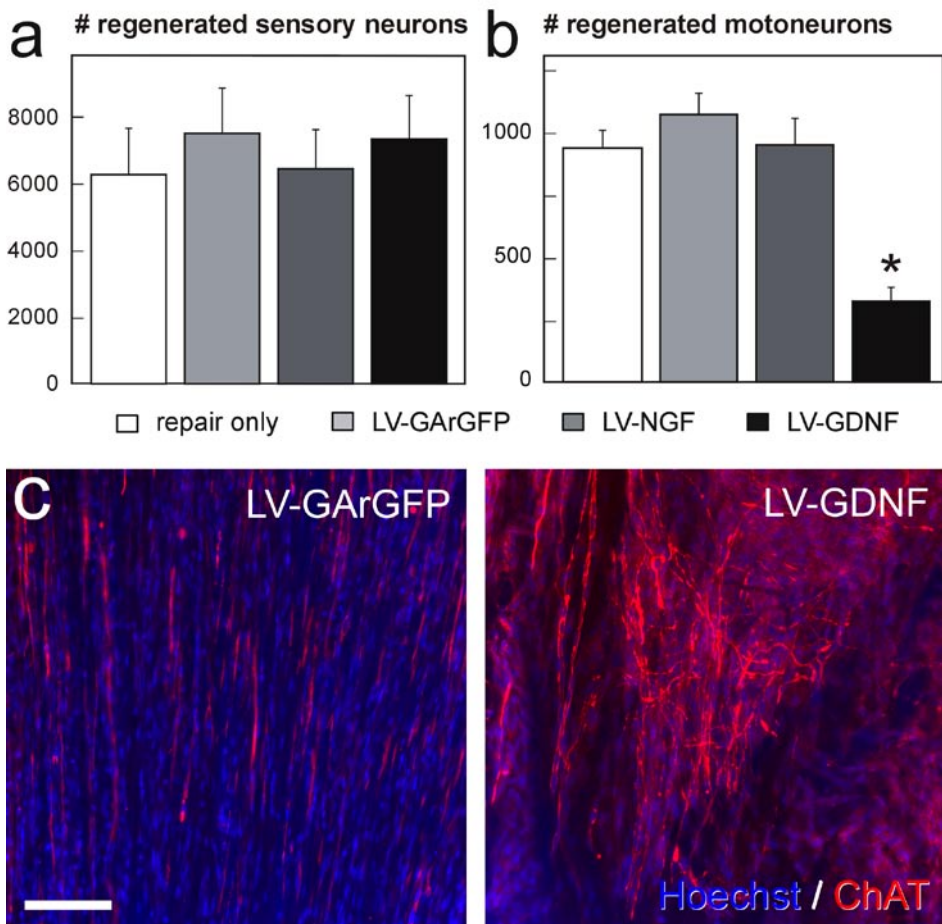 a # regenerated sensory neurons
8000
6000
4000
2000
0
b # regenerated motoneurons
1000
500
0
*
repair only LV-GArGFP LV-NGF LV-GDNF
c LV-GArGFP
LV-GDNF
Hoechst / ChAT